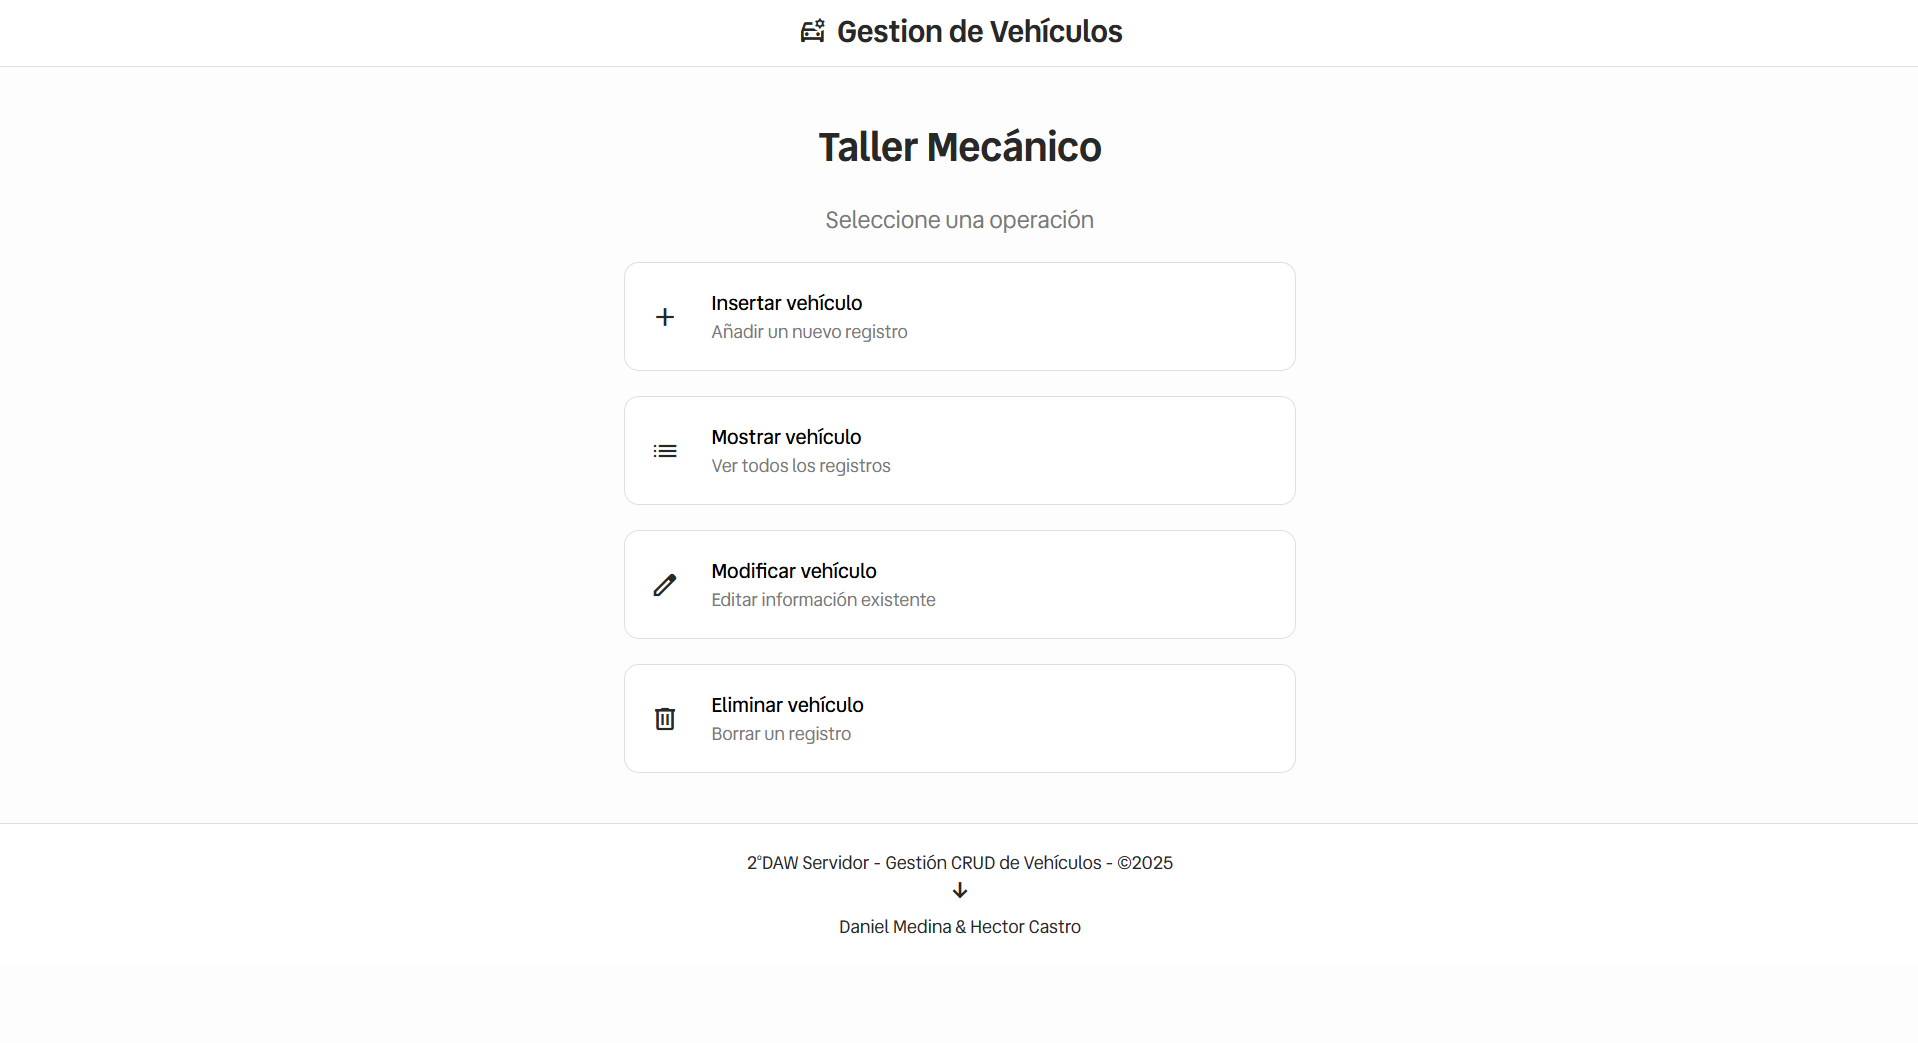 Gestion de Vehículos
Taller Mecánico
Seleccione una operación
Insertar vehículo
Añadir un nuevo registro
Mostrar vehículo
Ver todos los registros
Modificar vehículo
Editar información existente
Eliminar vehículo
Borrar un registro
2ºDAW Servidor - Gestión CRUD de Vehículos - ©2025
Daniel Medina & Hector Castro